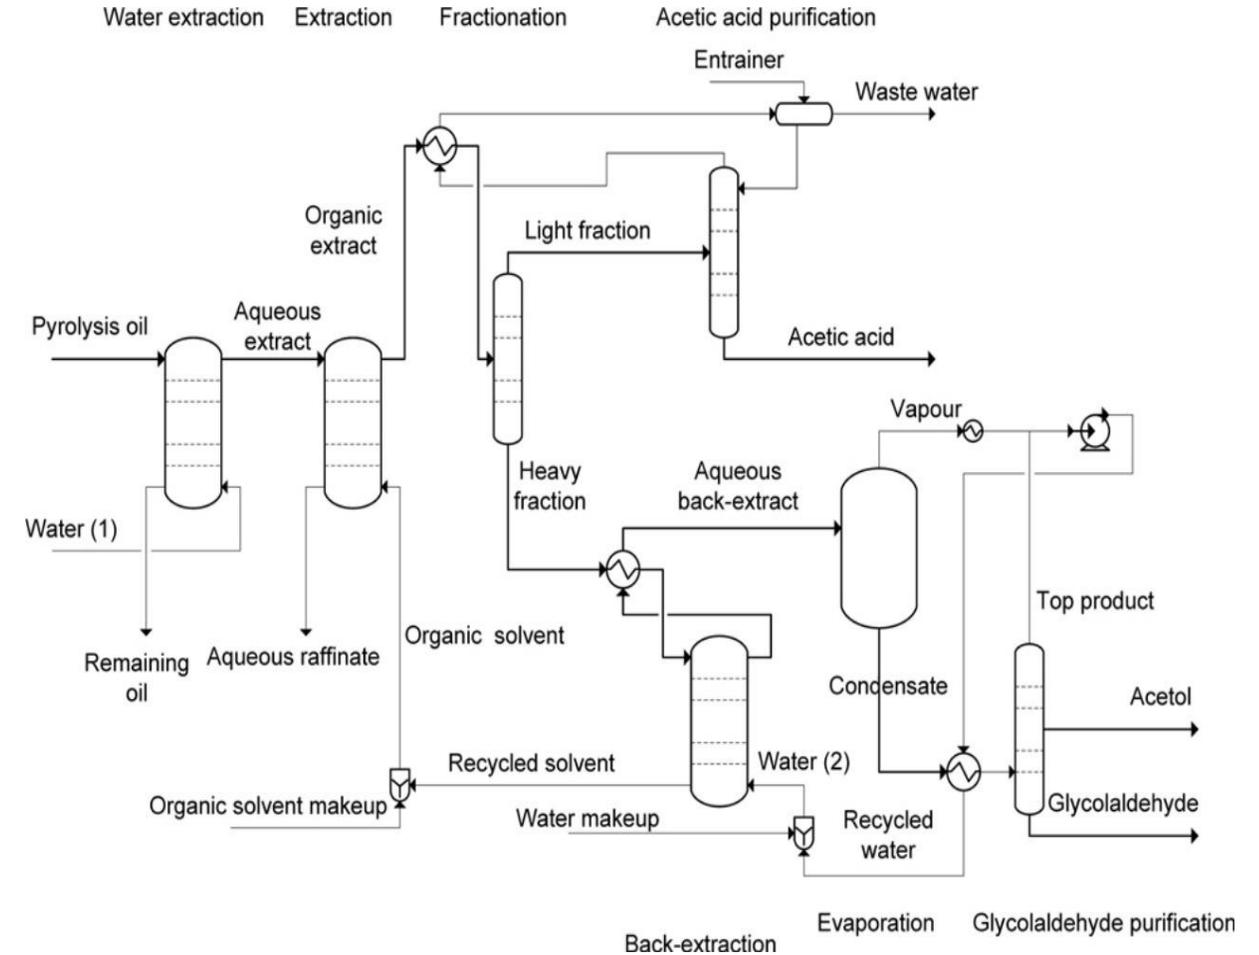 Water extraction
Extraction
Fractionation
Acetic acid purification
Entrainer
Waste water
Organic
extract
Light fraction
Pyrolysis oil
Aqueous
extract
Acetic acid
Vapour
Heavy
fraction
Aqueous
back-extract
Water (1)
Top product
Organic solvent
Remaining
oil
Aqueous raffinate
Condensate
Acetol
Recycled solvent
Water (2)
Organic solvent makeup
Water makeup
Recycled
water
Glycolaldehyde
Evaporation
Glycolaldehyde purification
Back-extraction